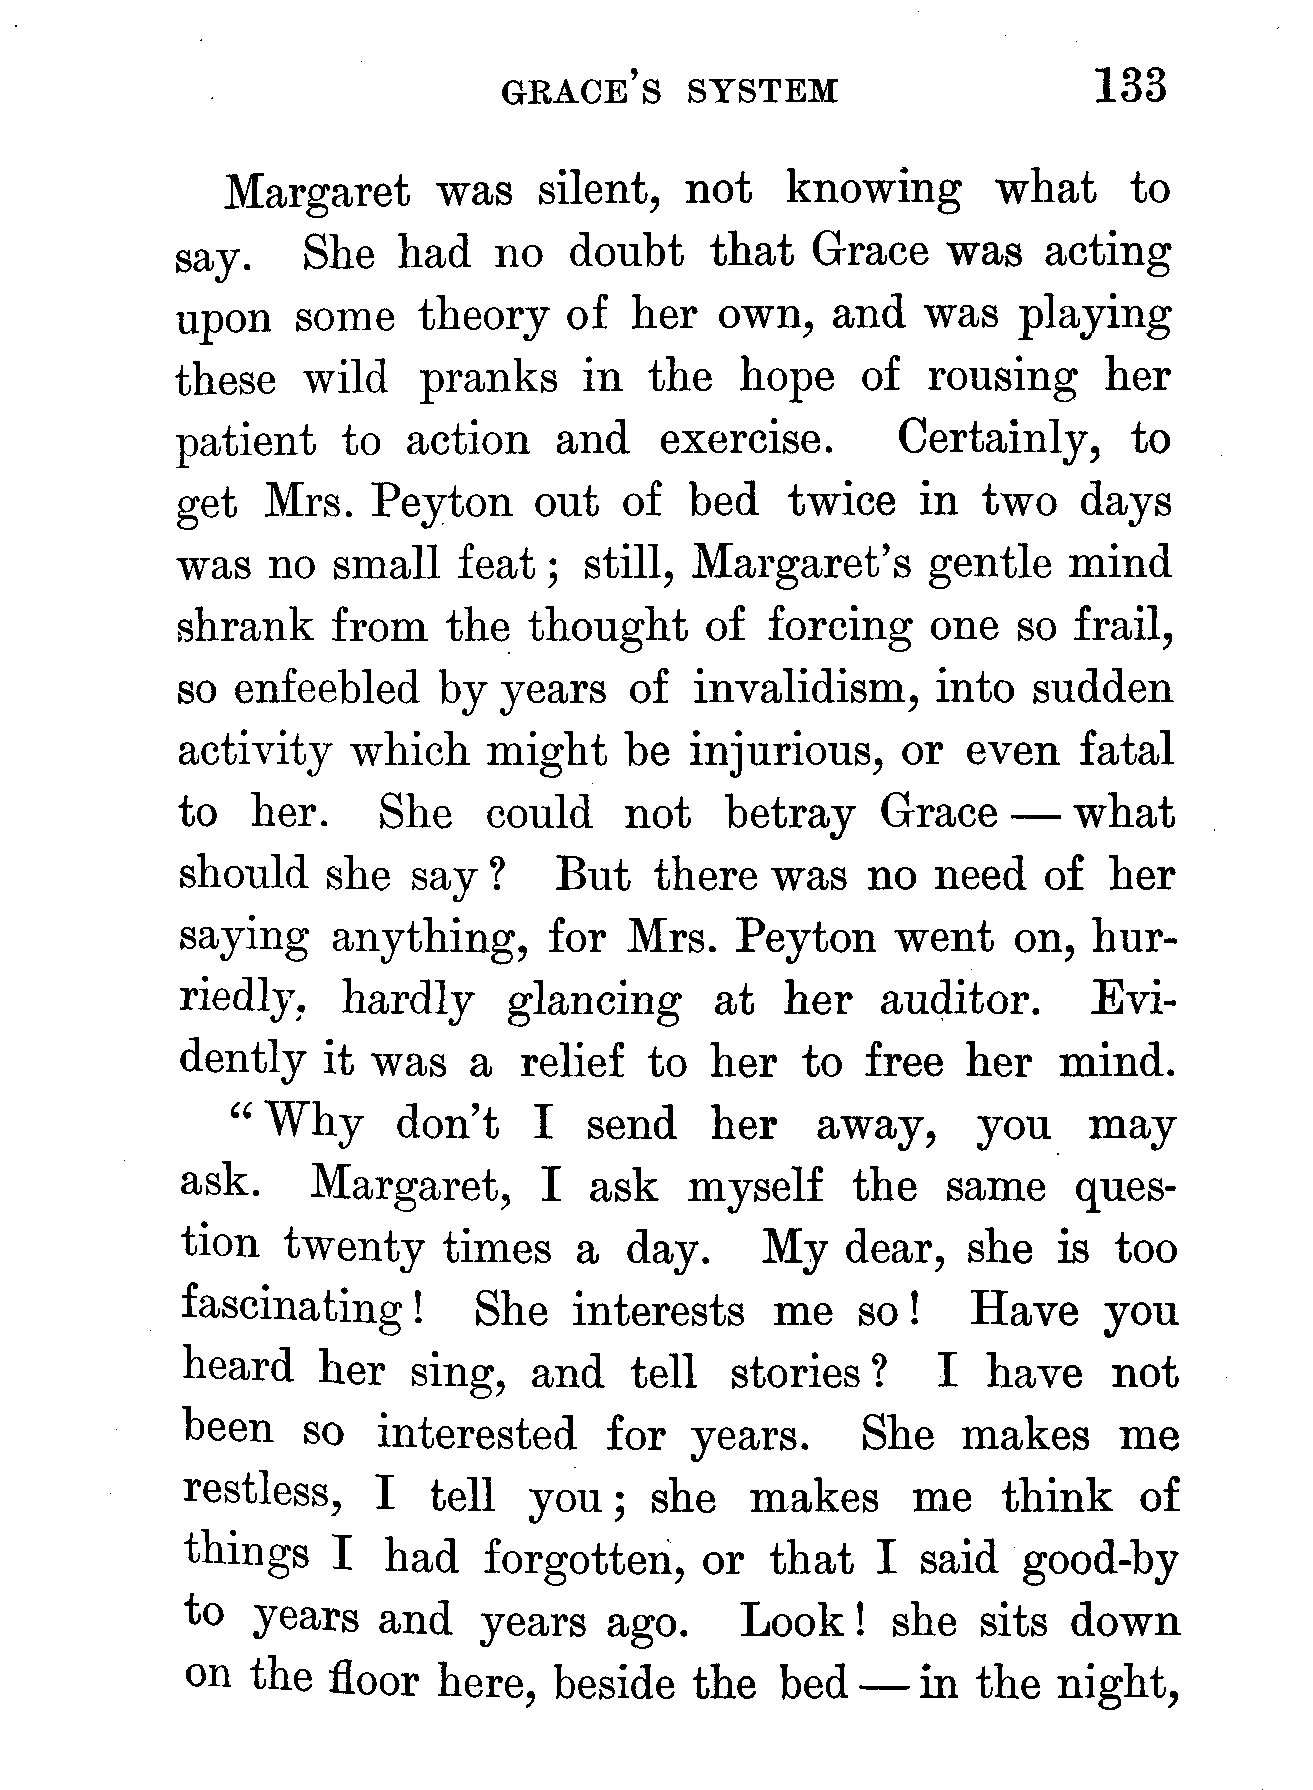 GRACE'S SYSTEM 133
Margaret was silent, not knowing what to
say. She had no doubt that Grace was acting
upon some theory of her own, and was playing
these wild pranks in the hope of rousing her
patient to action and exercise. Certainly, to
get Mrs. Peyton out of bed twice in two days
was no small feat; still, Margaret's gentle mind
shrank from the thought of forcing one so frail,
so enfeebled by years of invalidism, into sudden
activity which might be injurious, or even fatal
to her. She could not betray Grace — what
should she say? But there was no need of her
saying anything, for Mrs. Peyton went on, hur-
riedly, hardly glancing at her auditor. Evi-
dently it was a relief to her to free her mind.
"Why don't I send her away, you may
ask. Margaret, I ask myself the same ques-
tion twenty times a day. My dear, she is too
fascinating! She interests me so! Have you
heard her sing, and tell stories? I have not
been so interested for years. She makes me
restless, I tell you; she makes me think of
things I had forgotten, or that I said good-by
to years and years ago. Look! she sits down
on the floor here, beside the bed — in the night,